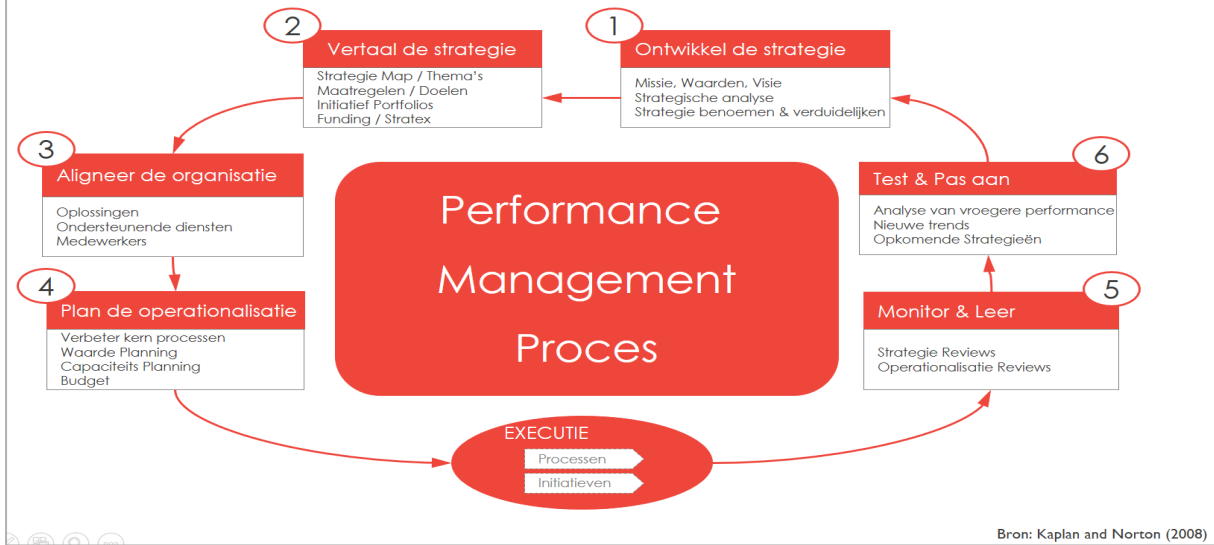 1
Ontwikkel de strategie
Missie, Waarden, Visie
Strategische analyse
Strategie benoemen & verduidelijken
2
Vertaal de strategie
Strategie Map / Thema's
Maatregelen / Doelen
Initiatief Portfolios
Funding / Stratex
3
Aligneer de organisatie
Oplossingen
Ondersteunende diensten
Medewerkers
4
Plan de operationalisatie
Verbeter kern processen
Waarde Planning
Capaciteits Planning
Budget
EXECUTIE
Processen
Initiatieven
5
Monitor & Leer
Strategie Reviews
Operationalisatie Reviews
6
Test & Pas aan
Analyse van vroegere performance
Nieuwe trends
Opkomende Strategieën
Performance
Management
Proces
Bron: Kaplan and Norton (2008)